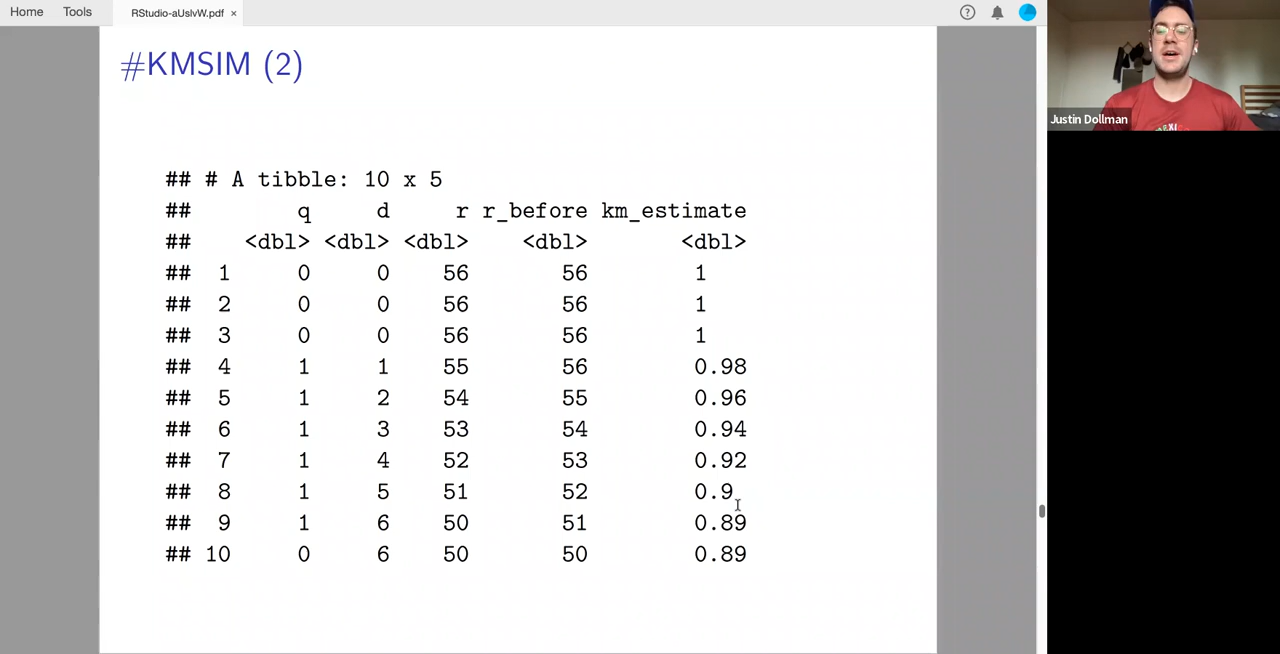 Home Tools RStudio-aUslvW.pdf ×
#KMSIM (2)
## # A tibble: 10 x 5
## q d r r_before km_estimate
## <dbl> <dbl> <dbl> <dbl> <dbl>
## 1 0 0 56 56 1
## 2 0 0 56 56 1
## 3 0 0 56 56 1
## 4 1 1 55 56 0.98
## 5 1 2 54 55 0.96
## 6 1 3 53 54 0.94
## 7 1 4 52 53 0.92
## 8 1 5 51 52 0.9
## 9 1 6 50 51 0.89
## 10 0 6 50 50 0.89
Justin Dollman